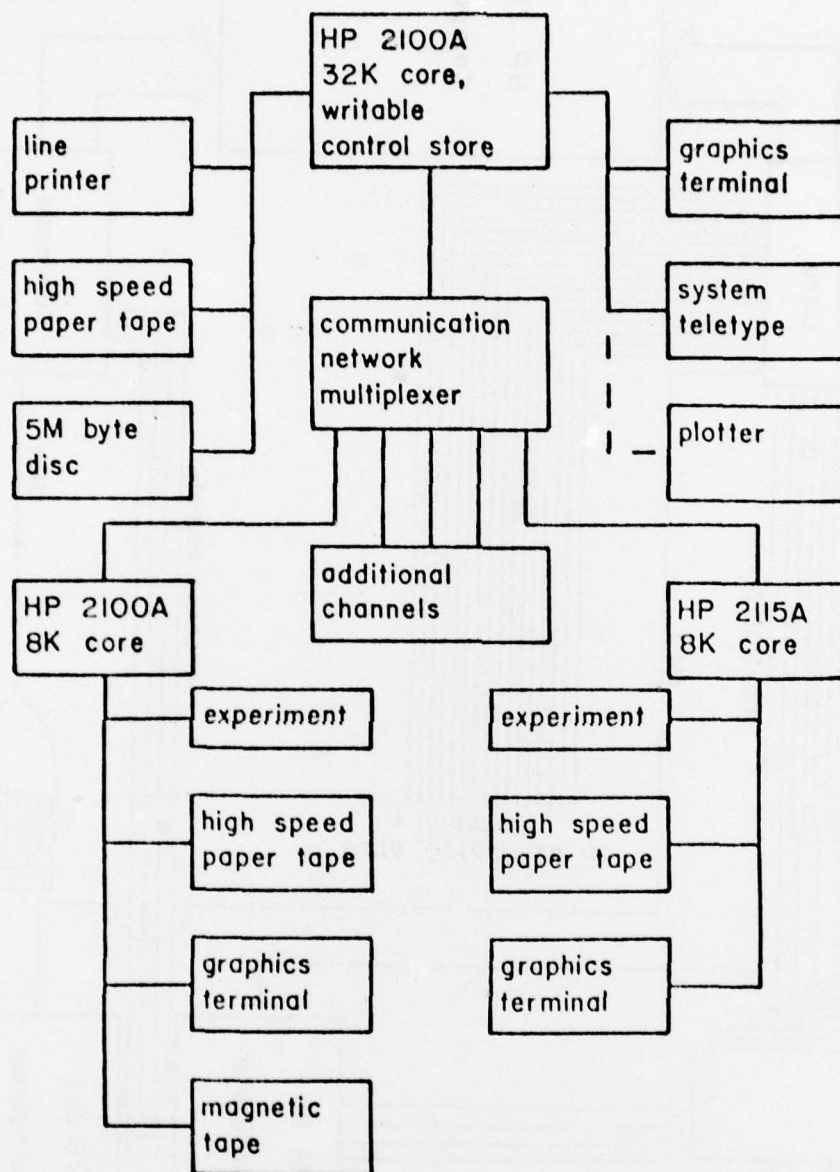 HP 2100A
32K core,
writable
control store
line
printer
graphics
terminal
high speed
paper tape
communication
network
multiplexer
system
teletype
5M byte
disc
plotter
additional
channels
HP 2100A
8K core
HP 2115A
8K core
experiment
experiment
high speed
paper tape
high speed
paper tape
graphics
terminal
graphics
terminal
magnetic
tape